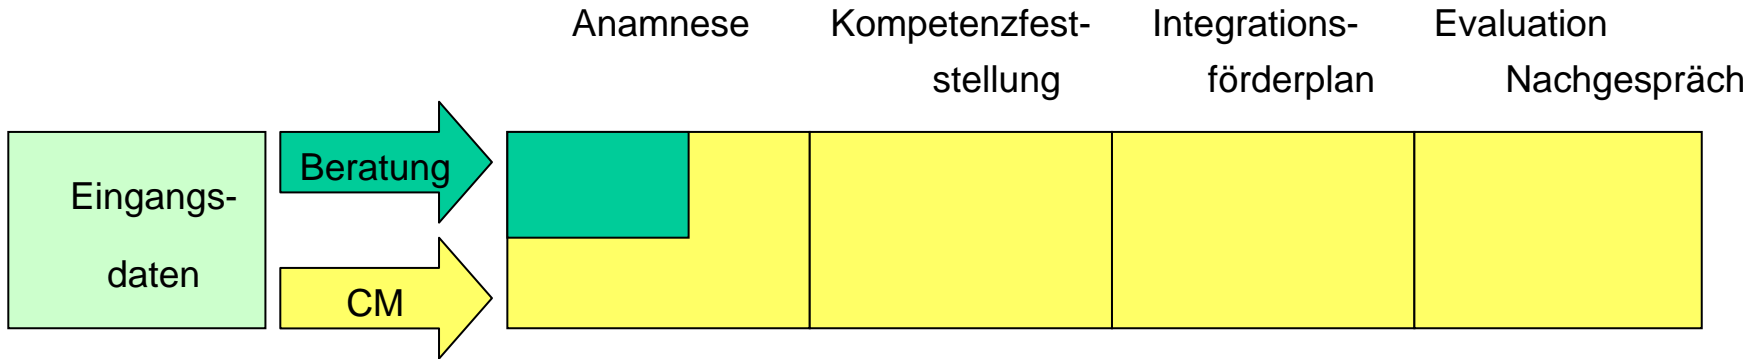 Anamnese
Kompetenzfest-
stellung
Integrations-
förderplan
Evaluation
Nachgespräch
Eingangs-
daten
Beratung
CM